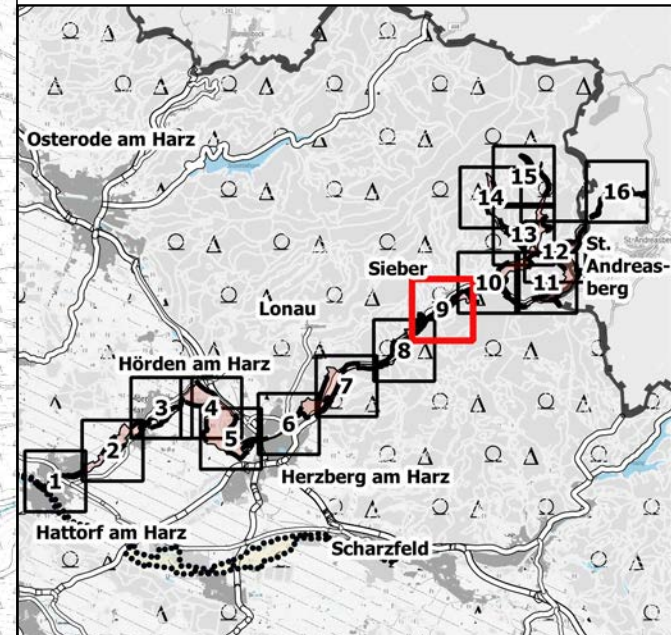 Osterode am Harz
15
16
14
13
12
St.
Andreas-
berg
Sieber
10
11
9
Lonau
8
Hörden am Harz
7
3
4
6
5
2
Herzberg am Harz
1
Hattorf am Harz
Scharzfeld